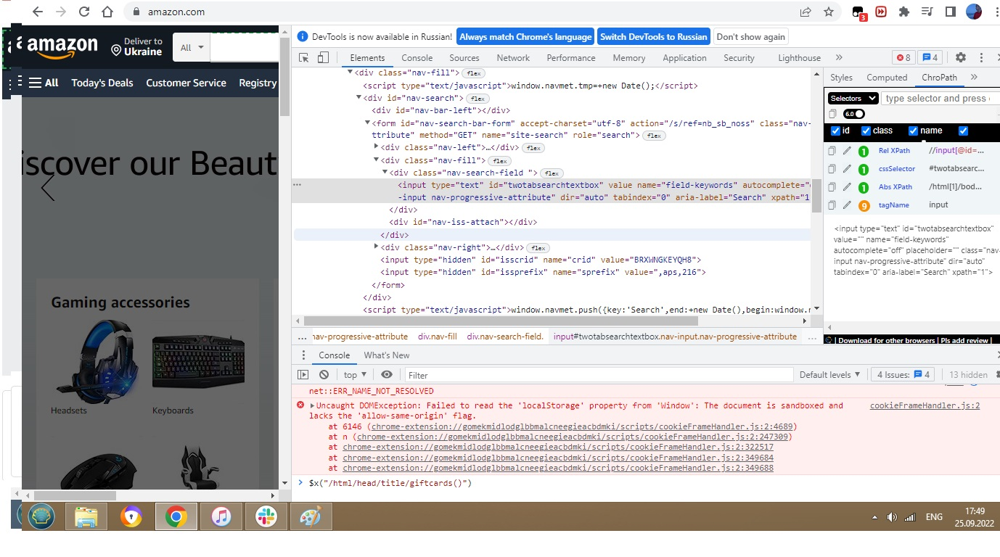 amazon.com
3
DevTools is now available in Russian! Always match Chrome's language Switch DevTools to Russian Don't show again
amazon
Deliver to
Ukraine
All
Elements Console Sources Network Performance Memory Application Security Lighthouse » 8 4
All Today's Deals Customer Service Registry
iscover our Beaut
Gaming accessories
Headsets Keyboards
<div class="nav-fill"> flex
<script type="text/javascript">window.navmet.tmp=+new Date();</script>
<div id="nav-search"> flex
<div id="nav-bar-left"></div>
<form id="nav-search-bar-form" accept-charset="utf-8" action="/s/ref=nb_sb_noss" class="nav-
ttribute" method="GET" name="site-search" role="search"> flex
<div class="nav-left">…</div> flex
<div class="nav-fill"> flex
<div class="nav-search-field "> flex
<input type="text" id="twotabsearchtextbox" value name="field-keywords" autocomplete="
-input nav-progressive-attribute" dir="auto" tabindex="0" aria-label="Search" xpath="1
</div>
<div id="nav-iss-attach"></div>
</div>
<div class="nav-right">…</div> flex
<input type="hidden" id="isscrid" name="crid" value="BRXWNGKEYQH8">
<input type="hidden" id="issprefix" name="sprefix" value=",aps,216">
</form>
</div>
<script type="text/javascript">window.navmet.push({key:'Search',end:+new Date(),begin:window.
... nav-progressive-attribute div.nav-fill div.nav-search-field. input#twotabsearchtextbox.nav-input.nav-progressive-attribute ...
Styles Computed ChroPath »
Selectors type selector and press
6.0
id class name
1 Rel XPath //input[@id=...
1 cssSelector #twotabsearc...
1 Abs XPath /html[1]/bod...
9 tagName input
<input type="text" id="twotabsearchtextbox"
value="" name="field-keywords"
autocomplete="off" placeholder="" class="nav-
input nav-progressive-attribute" dir="auto"
tabindex="0" aria-label="Search" xpath="1">
| Download for other browsers | Pls add review |
Console What's New
top Filter Default levels 4 Issues: 4 13 hidden
net::ERR_NAME_NOT_RESOLVED
Uncaught DOMException: Failed to read the 'localStorage' property from 'Window': The document is sandboxed and cookieFrameHandler.js:2
lacks the 'allow-same-origin' flag.
at 6146 (chrome-extension://gomekmidlodglbbmalcneegieacbdmki/scripts/cookieFrameHandler.js:2:4689)
at n (chrome-extension://gomekmidlodglbbmalcneegieacbdmki/scripts/cookieFrameHandler.js:2:247309)
at chrome-extension://gomekmidlodglbbmalcneegieacbdmki/scripts/cookieFrameHandler.js:2:322517
at chrome-extension://gomekmidlodglbbmalcneegieacbdmki/scripts/cookieFrameHandler.js:2:349684
at chrome-extension://gomekmidlodglbbmalcneegieacbdmki/scripts/cookieFrameHandler.js:2:349688
> $x("/html/head/title/giftcards()")
ENG
17:49
25.09.2022